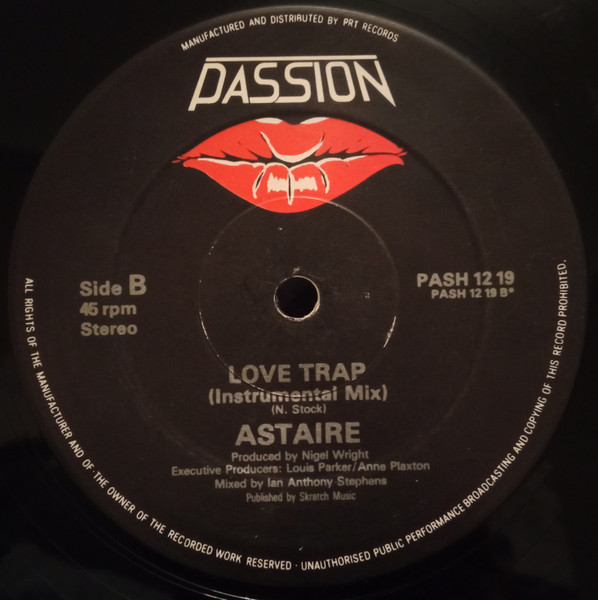 MANUFACTURED AND DISTRIBUTED BY PRT RECORDS
PASSION
Side B
45 rpm
Stereo
PASH 12 19
PASH 12 19 B*
LOVE TRAP
(Instrumental Mix)
(N. Stock)
ASTAIRE
Produced by Nigel Wright
Executive Producers: Louis Parker/Anne Plaxton
Mixed by Ian Anthony Stephens
Published by Skratch Music
ALL RIGHTS OF THE MANUFACTURER AND OF THE OWNER OF THE RECORDED WORK RESERVED · UNAUTHORISED PUBLIC PERFORMANCE BROADCASTING AND COPYING OF THIS RECORD PROHIBITED.